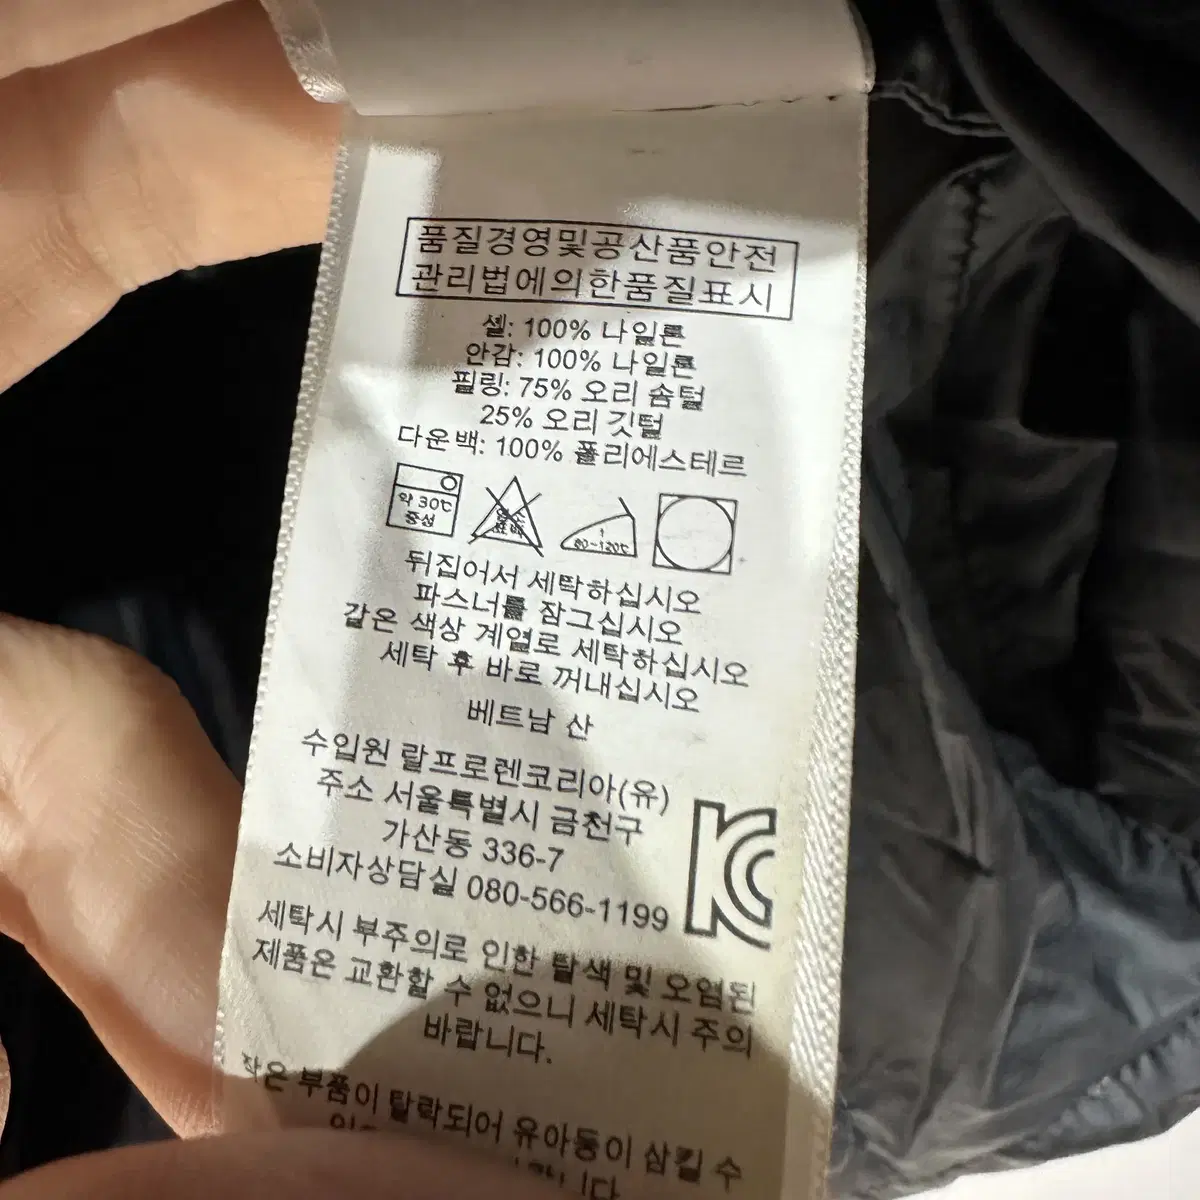 품질경영및공산품안전
관리법에의한품질표시
셸: 100% 나일론
안감: 100% 나일론
필링: 75% 오리 솜털
25% 오리 깃털
다운백: 100% 폴리에스테르
약 30℃
중성
염소
표백
80~120℃
뒤집어서 세탁하십시오
파스너를 잠그십시오
같은 색상 계열로 세탁하십시오
세탁 후 바로 꺼내십시오
베트남 산
수입원 랄프로렌코리아(유)
주소 서울특별시 금천구
가산동 336-7
소비자상담실 080-566-1199
세탁시 부주의로 인한 탈색 및 오염된
제품은 교환할 수 없으니 세탁시 주의
바랍니다.
작은 부품이 탈락되어 유아동이 삼킬 수